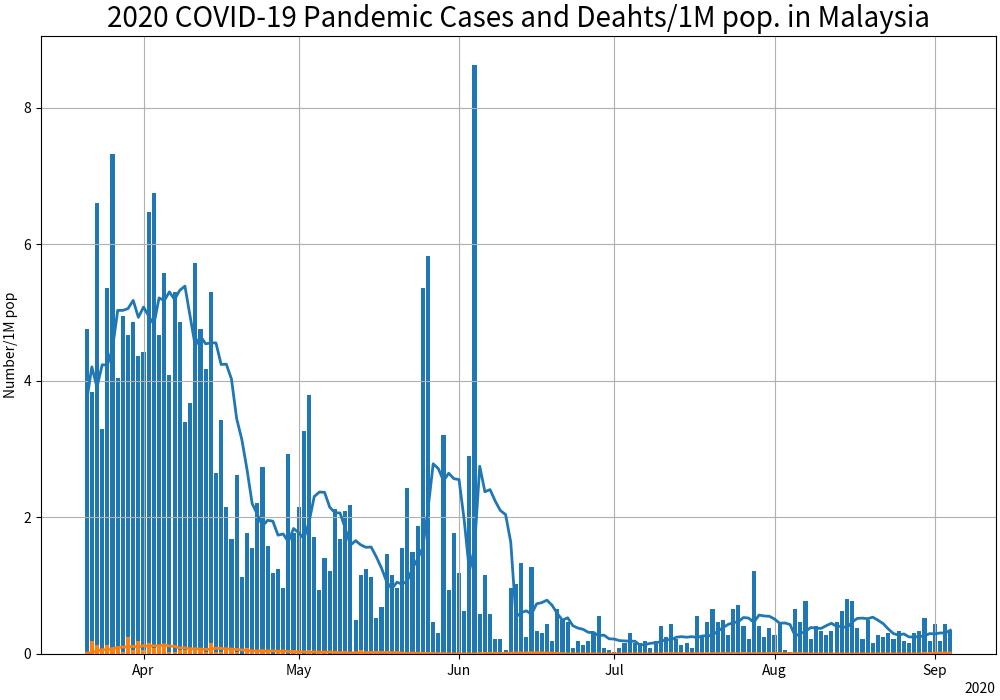 2020 COVID-19 Pandemic Cases and Deahts/1M pop. in Malaysia
Number/1M pop
8
6
4
2
0
Apr May Jun Jul Aug Sep
2020